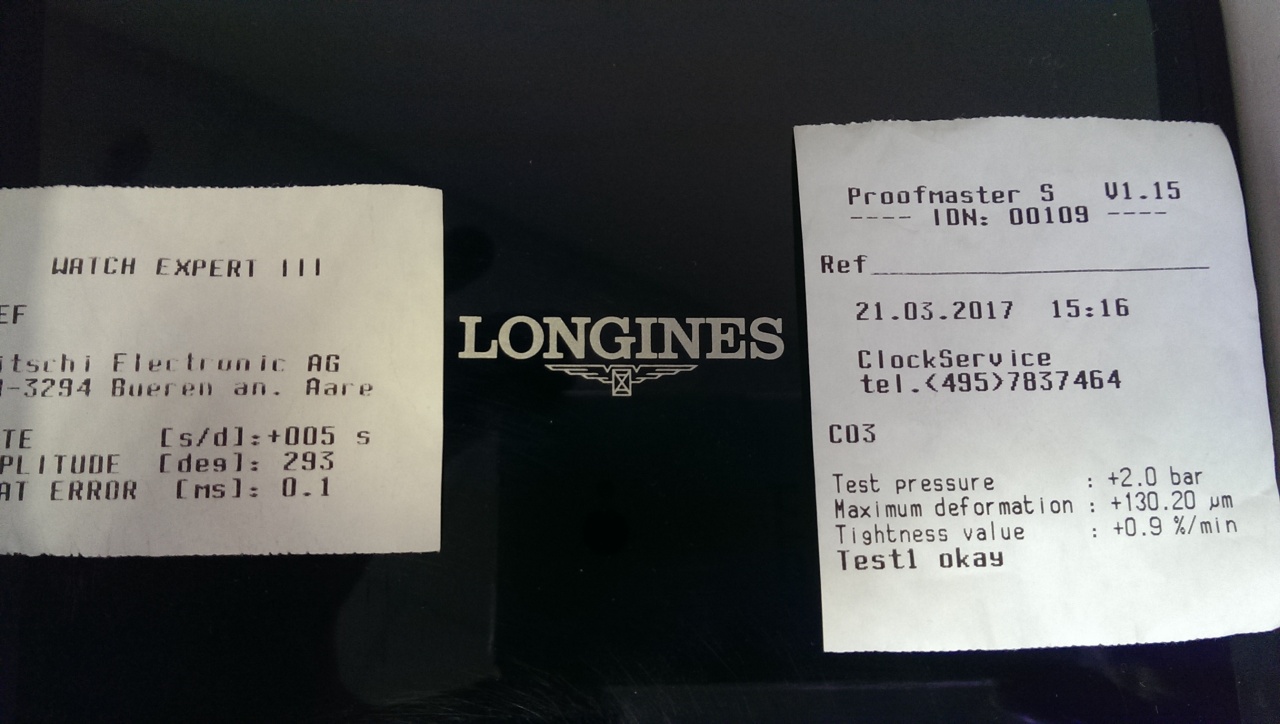 WATCH EXPERT III
EF
itschi Electronic AG
-3294 Bueren an. Aare
TE [s/d]:+005 s
PLITUDE [deg]: 293
AT ERROR [ms]: 0.1
LONGINES
Proofmaster S V1.15
---- IDN: 00109 ----
Ref
21.03.2017 15:16
ClockService
tel.(495)7837464
C03
Test pressure : +2.0 bar
Maximum deformation : +130.20 µm
Tightness value : +0.9 %/min
Test1 okay